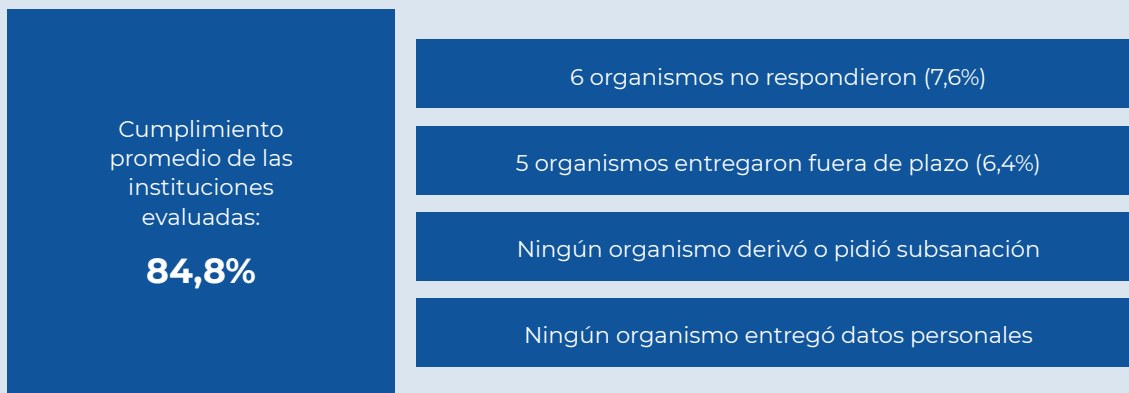 Cumplimiento
promedio de las
instituciones
evaluadas:
84,8%
6 organismos no respondieron (7,6%)
5 organismos entregaron fuera de plazo (6,4%)
Ningún organismo derivó o pidió subsanación
Ningún organismo entregó datos personales